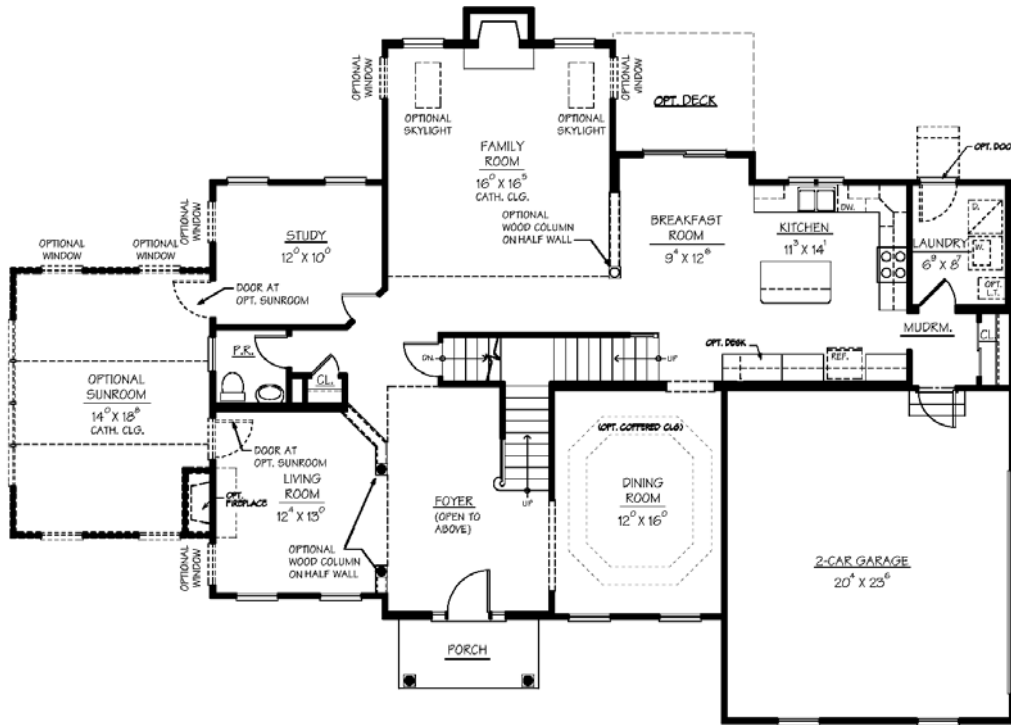 OPTIONAL
WINDOW
OPTIONAL
SKYLIGHT
OPTIONAL
SKYLIGHT
OPTIONAL
WINDOW
OPT. DECK
FAMILY
ROOM
16⁰ X 16⁵
CATH. CLG.
OPT. DOO
OPTIONAL
WOOD COLUMN
ON HALF WALL
BREAKFAST
ROOM
9⁴ X 12⁶
KITCHEN
11³ X 14¹
DW.
D.
W.
LAUNDRY
6⁹ X 8⁷
OPT.
L.T.
OPTIONAL
WINDOW
STUDY
12⁰ X 10⁰
OPTIONAL
WINDOW
OPTIONAL
WINDOW
DOOR AT
OPT. SUNROOM
MUDRM.
CL.
P.R.
CL.
DN.
UP
OPT. DESK
REF.
OPTIONAL
SUNROOM
14⁰ X 18⁸
CATH. CLG.
DOOR AT
OPT. SUNROOM
OPT.
FIREPLACE
LIVING
ROOM
12⁴ X 13⁰
OPTIONAL
WINDOW
OPTIONAL
WOOD COLUMN
ON HALF WALL
FOYER
(OPEN TO
ABOVE)
UP
(OPT. COFFERED CLG)
DINING
ROOM
12⁰ X 16⁰
2-CAR GARAGE
20⁴ X 23⁶
PORCH